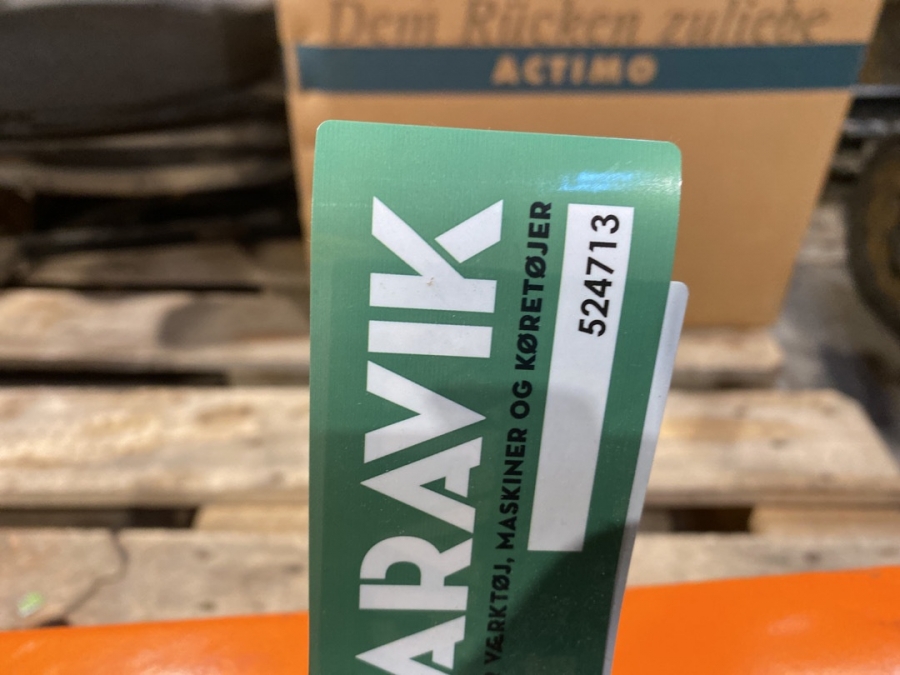 Dem Rücken zuliebe
ACTIMO
ARAVIK
VÆRKTØJ, MASKINER OG KØRETØJER
524713